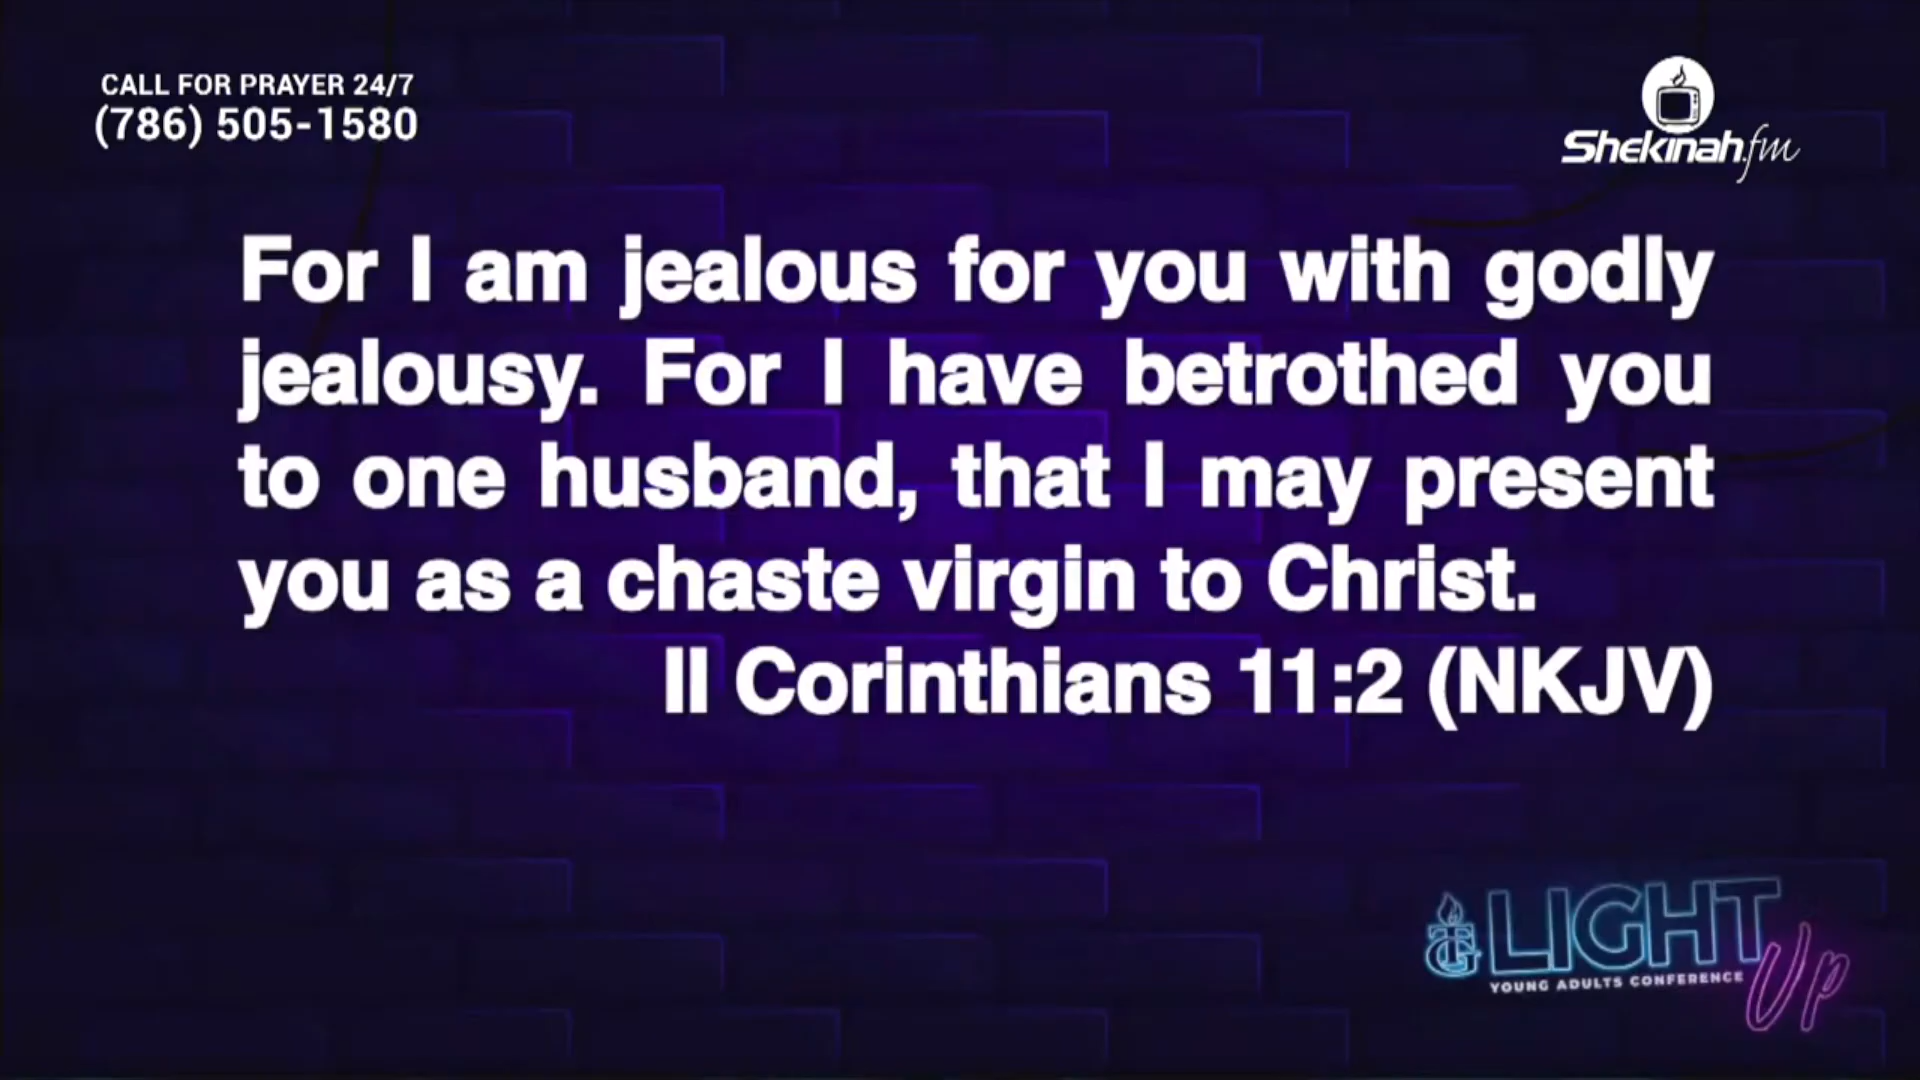 CALL FOR PRAYER 24/7
(786) 505-1580
Shekinah.fm
For I am jealous for you with godly
jealousy. For I have betrothed you
to one husband, that I may present
you as a chaste virgin to Christ.
II Corinthians 11:2 (NKJV)
LIGHT
Up
YOUNG ADULTS CONFERENCE